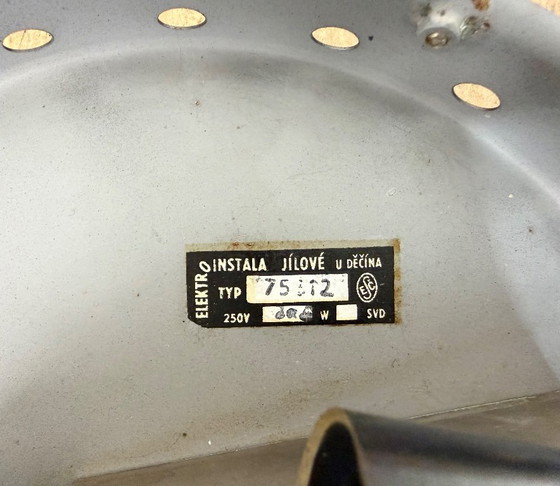 ELEKTRO
INSTALA JÍLOVÉ U DĚČÍNA
TYP
250V W SVD